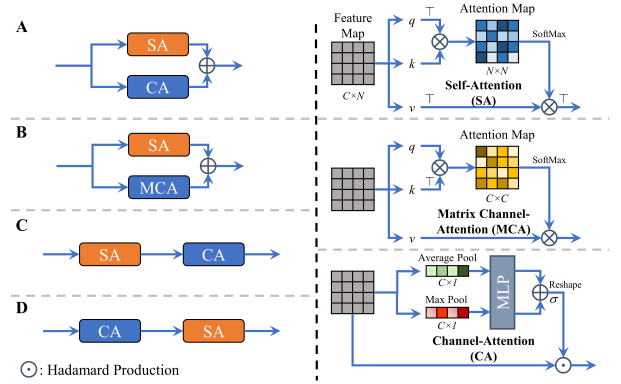 A
SA
CA
B
SA
MCA
C
SA
CA
D
CA
SA
: Hadamard Production
Feature
Map
C×N
q
⊤
k
v
⊤
Attention Map
N×N
SoftMax
Self-Attention
(SA)
⊤
q
k
⊤
v
Attention Map
C×C
SoftMax
Matrix Channel-
Attention (MCA)
Average Pool
C×1
Max Pool
C×1
MLP
Reshape
σ
Channel-Attention
(CA)